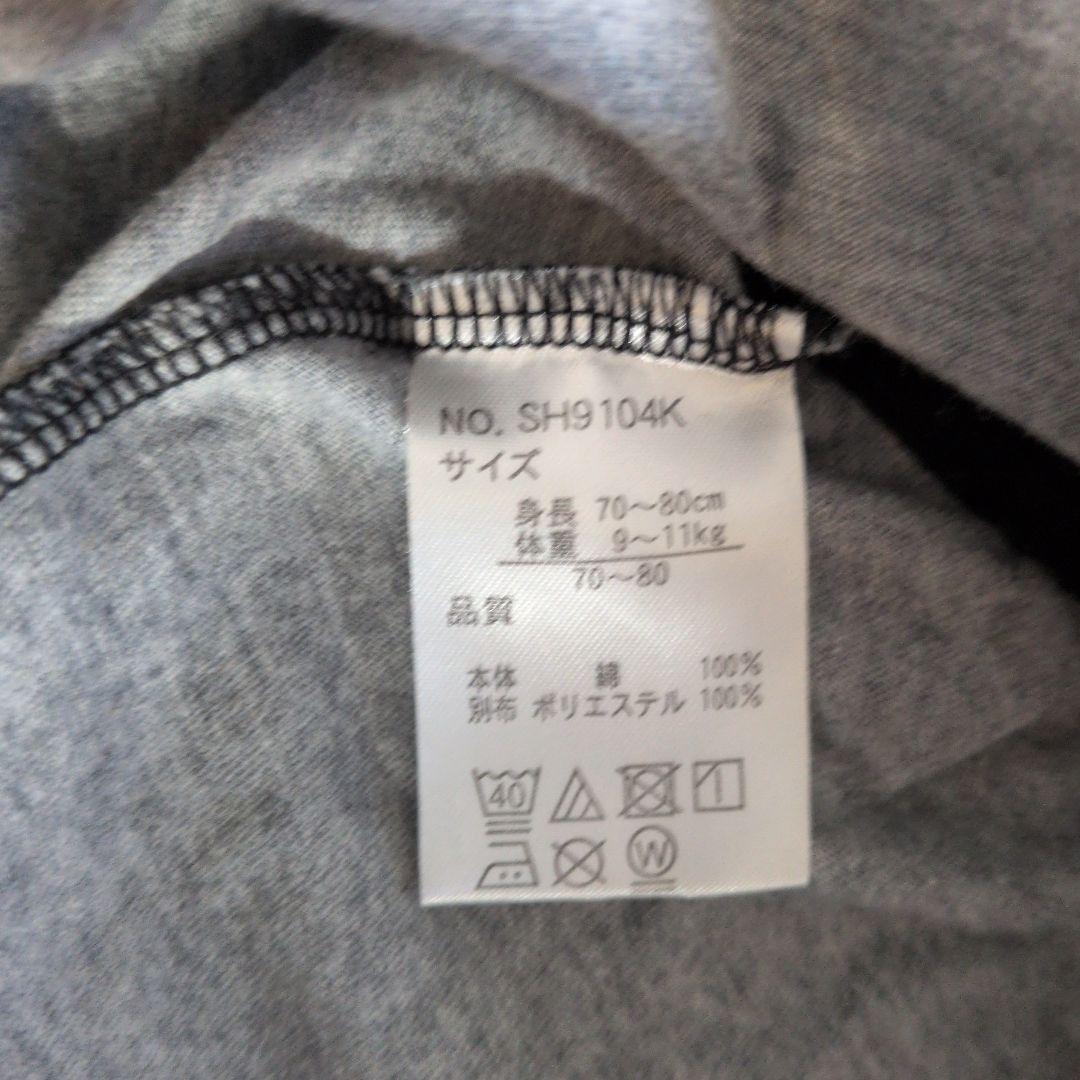 NO. SH9104K
サイズ
身長 70～80cm
体重 9～11kg
70～80
品質
本体 綿 100%
別布 ポリエステル 100%
40
W